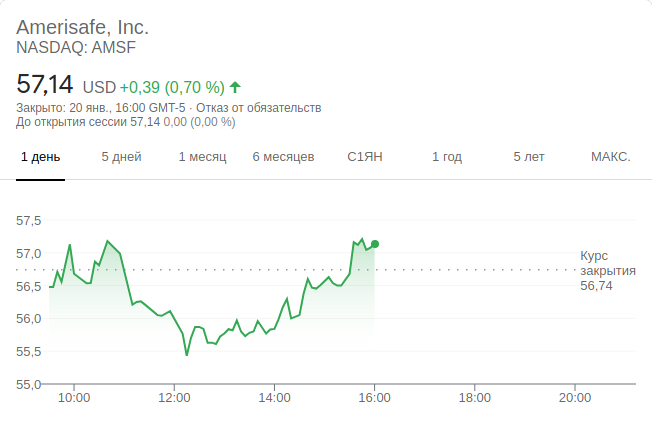 Amerisafe, Inc.
NASDAQ: AMSF
57,14 USD +0,39 (0,70 %)
Закрыто: 20 янв., 16:00 GMT-5 · Отказ от обязательств
До открытия сессии 57,14 0,00 (0,00 %)
1 день 5 дней 1 месяц 6 месяцев С1ЯН 1 год 5 лет МАКС.
57,5
57,0
56,5
56,0
55,5
55,0
Курс
закрытия
56,74
10:00 12:00 14:00 16:00 18:00 20:00